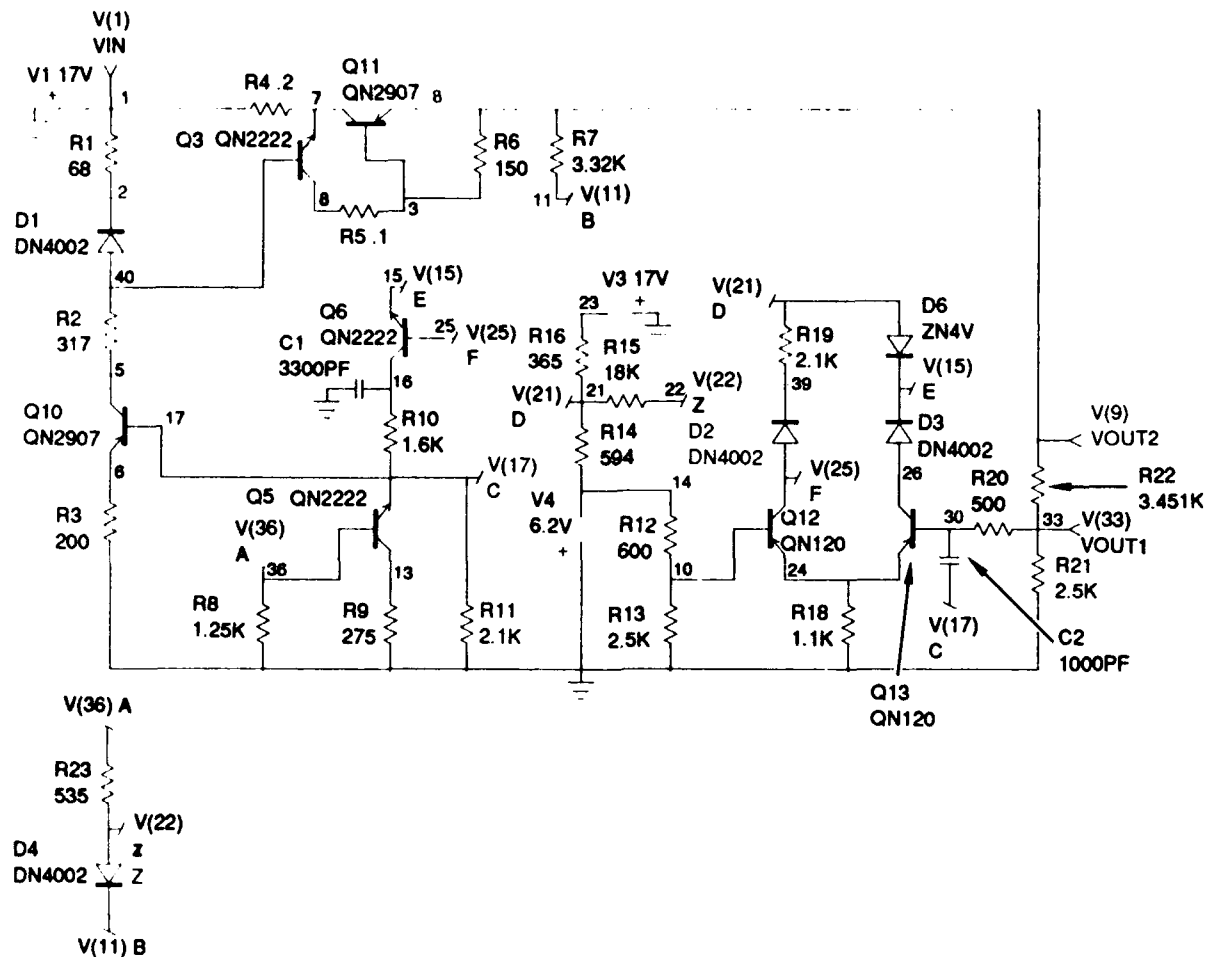 V(1)
VIN
V1 17V
+
1
R4 .2
7
Q11
QN2907
8
R1
68
Q3 QN2222
R6
150
R7
3.32K
2
8
3
R5 .1
11
V(11)
B
D1
DN4002
40
15
V(15)
E
V3 17V
+
23
V(21)
D
D6
ZN4V
R2
317
Q6
QN2222
25
V(25)
F
C1
3300PF
R16
365
R15
18K
R19
2.1K
5
16
V(21)
D
21
22
V(22)
Z
39
V(15)
E
Q10
QN2907
17
R10
1.6K
R14
594
D2
DN4002
D3
DN4002
V(9)
VOUT2
6
V(17)
C
14
V(25)
F
26
R20
500
R22
3.451K
Q5 QN2222
R3
200
V(36)
A
V4
6.2V
+
R12
600
Q12
QN120
30
33
V(33)
VOUT1
36
13
10
24
R21
2.5K
R8
1.25K
R9
275
R11
2.1K
R13
2.5K
R18
1.1K
V(17)
C
C2
1000PF
Q13
QN120
V(36) A
R23
535
V(22)
z
D4
DN4002
Z
V(11) B